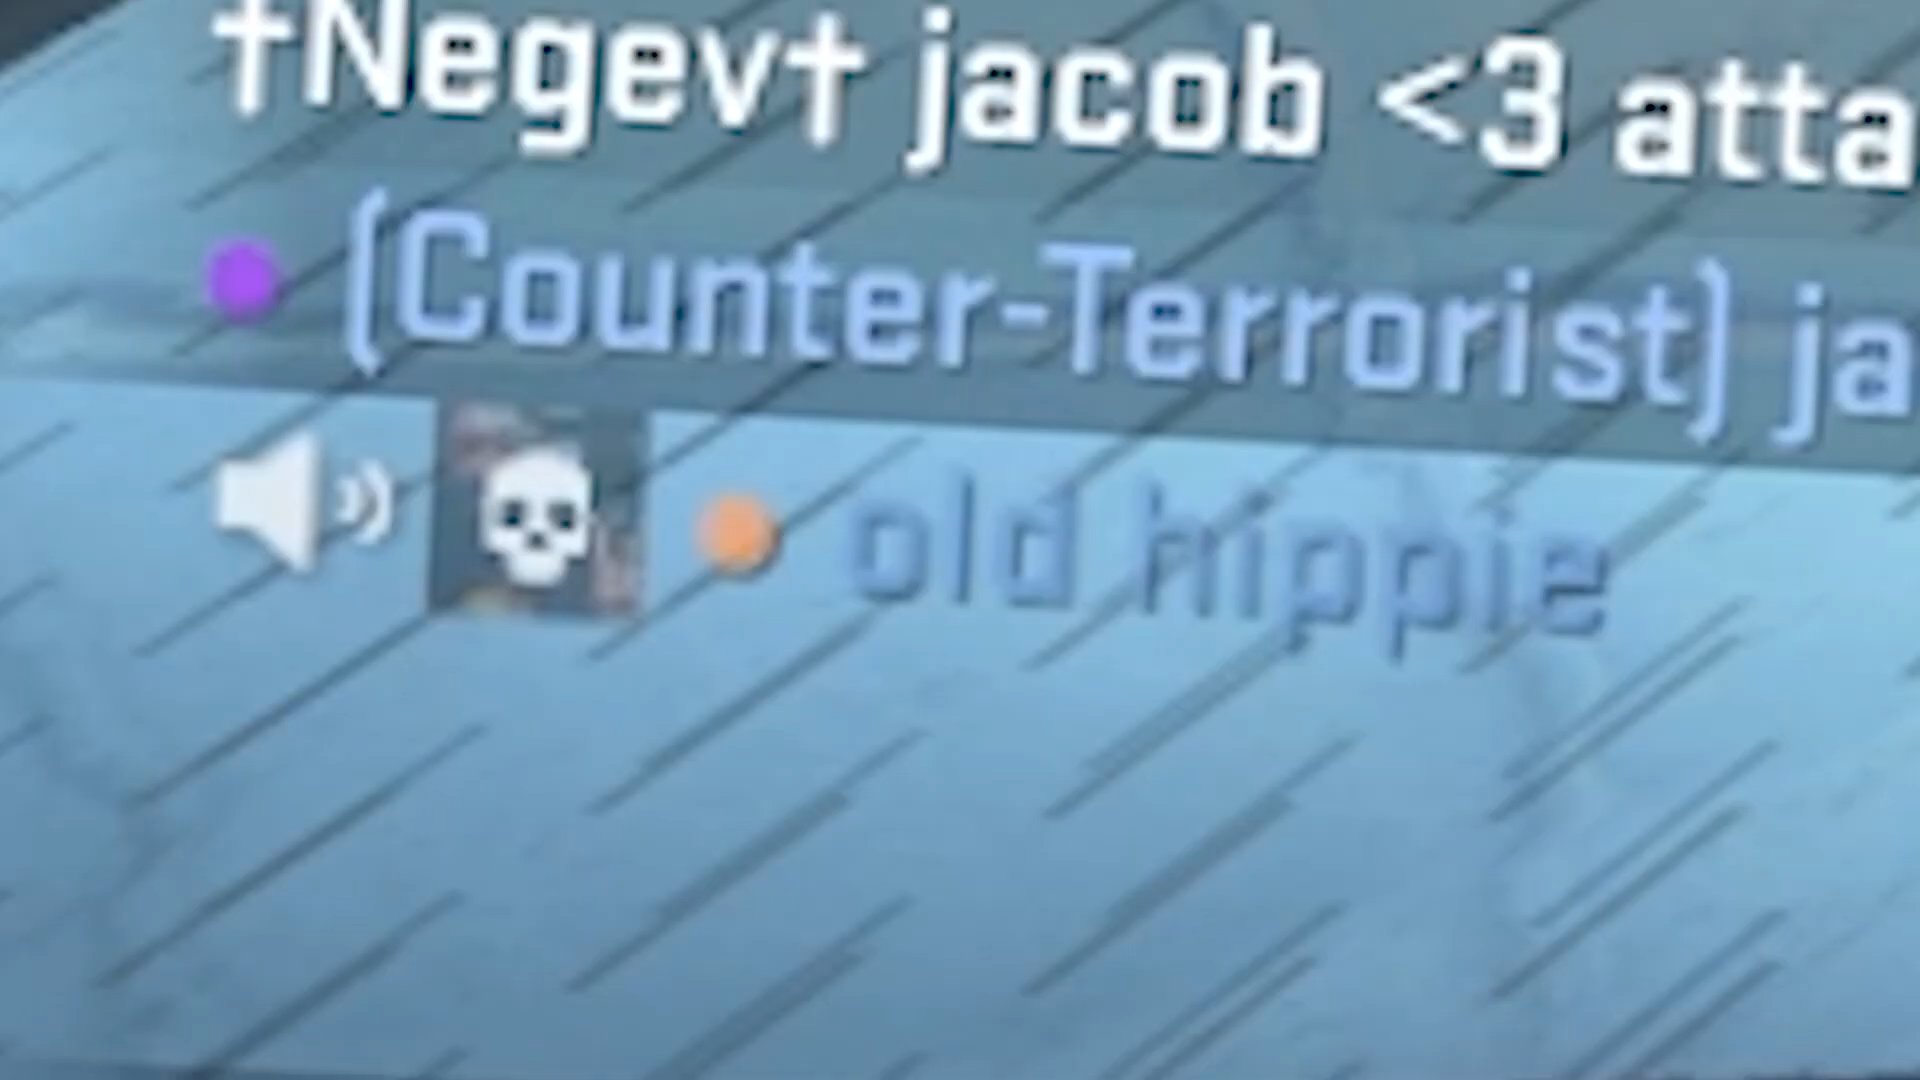 †Negev† jacob <3 atta
(Counter-Terrorist) ja
old hippie